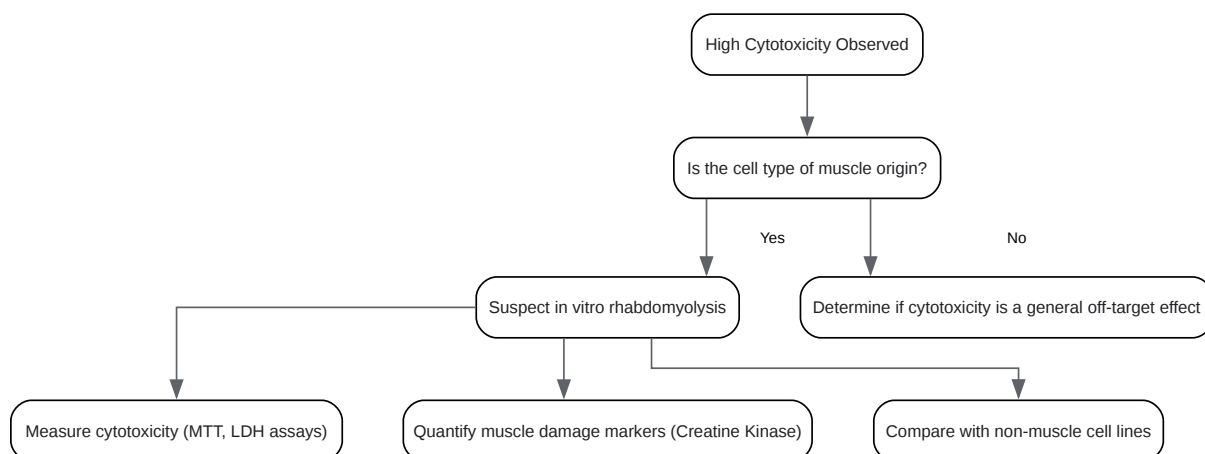 High Cytotoxicity Observed
Is the cell type of muscle origin?
Yes
No
Suspect in vitro rhabdomyolysis
Determine if cytotoxicity is a general off-target effect
Measure cytotoxicity (MTT, LDH assays)
Quantify muscle damage markers (Creatine Kinase)
Compare with non-muscle cell lines